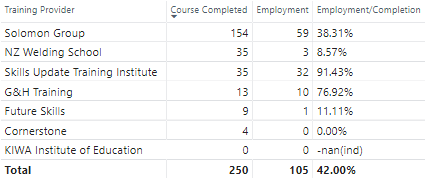 Training Provider Course Completed Employment Employment/Completion
Solomon Group 154 59 38.31%
NZ Welding School 35 3 8.57%
Skills Update Training Institute 35 32 91.43%
G&H Training 13 10 76.92%
Future Skills 9 1 11.11%
Cornerstone 4 0 0.00%
KIWA Institute of Education 0 0 -nan(ind)
Total 250 105 42.00%